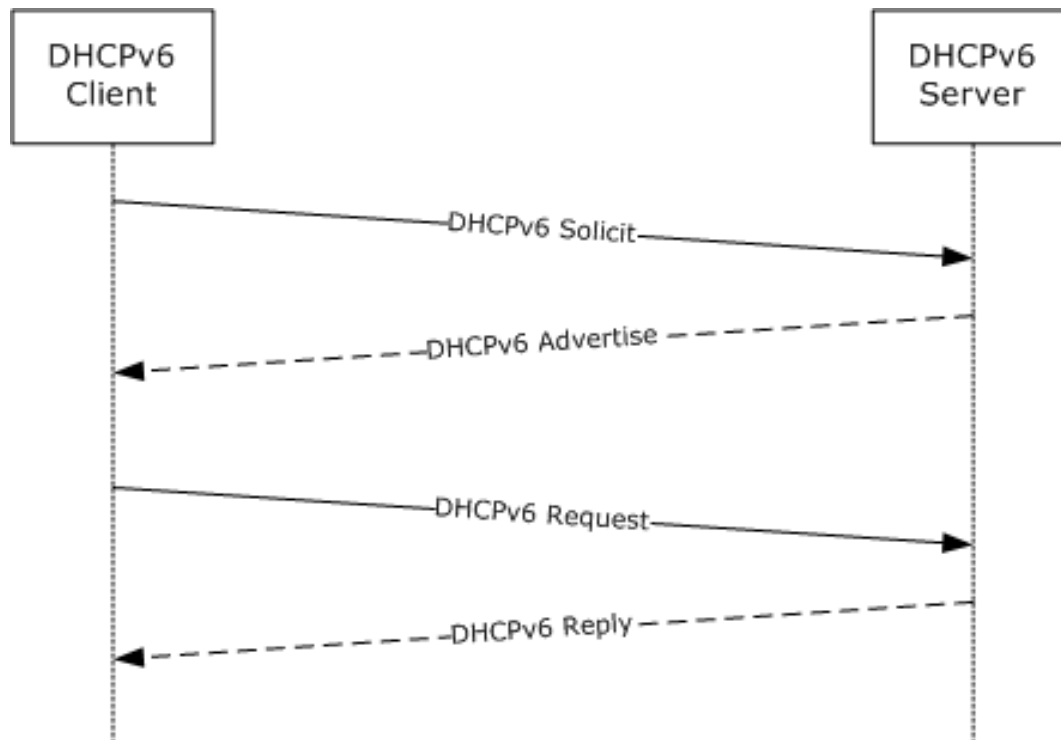 DHCPv6
Client
DHCPv6
Server
DHCPv6 Solicit
DHCPv6 Advertise
DHCPv6 Request
DHCPv6 Reply